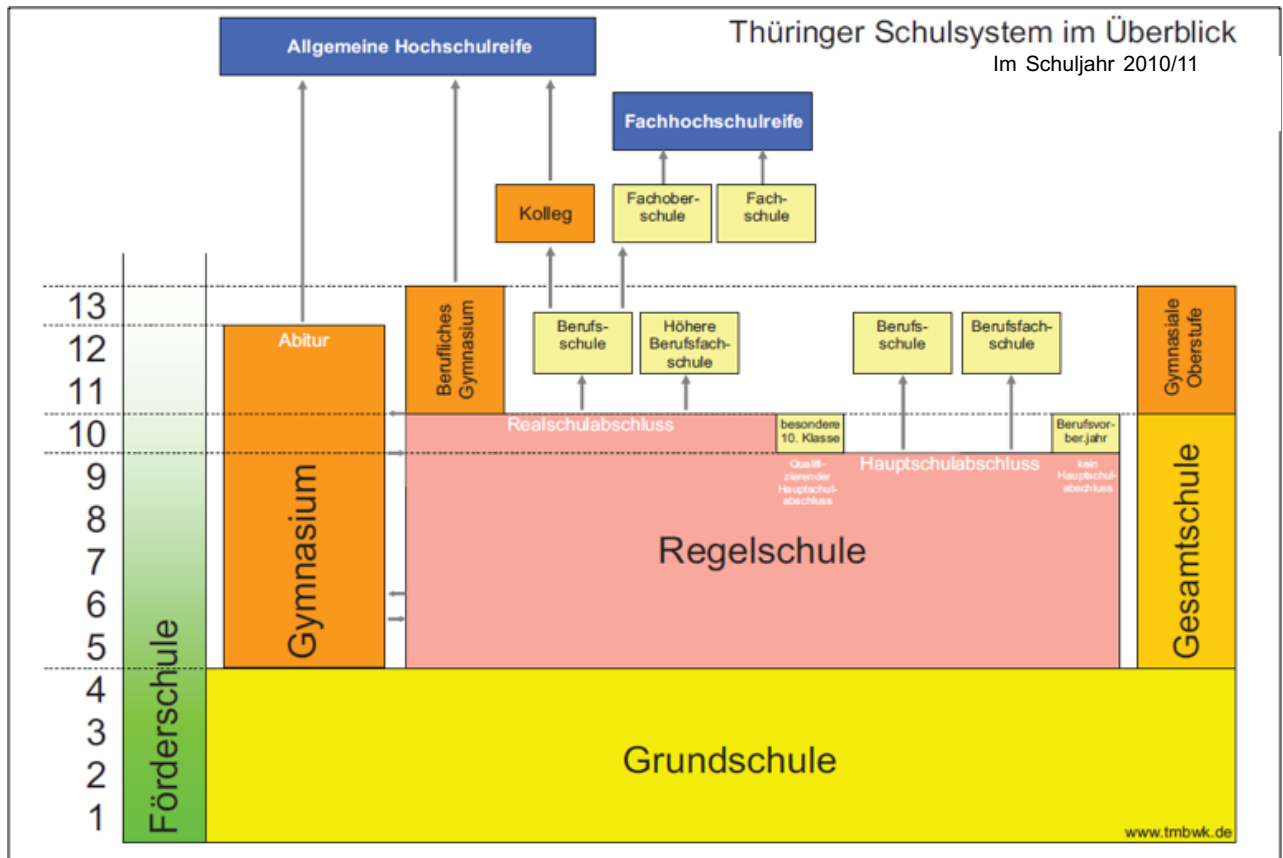 Thüringer Schulsystem im Überblick
Im Schuljahr 2010/11
Allgemeine Hochschulreife
Fachhochschulreife
Kolleg
Fachober-
schule
Fach-
schule
13
12
11
10
9
8
7
6
5
4
3
2
1
Förderschule
Abitur
Gymnasium
Berufliches
Gymnasium
Berufs-
schule
Höhere
Berufsfach-
schule
Berufs-
schule
Berufsfach-
schule
Gymnasiale
Oberstufe
Realschulabschluss
besondere
10. Klasse
Berufsvor-
ber.jahr
Qualifi-
zierender
Hauptschul-
abschluss
Hauptschulabschluss
kein
Hauptschul-
abschluss
Regelschule
Gesamtschule
Grundschule
www.tmbwk.de